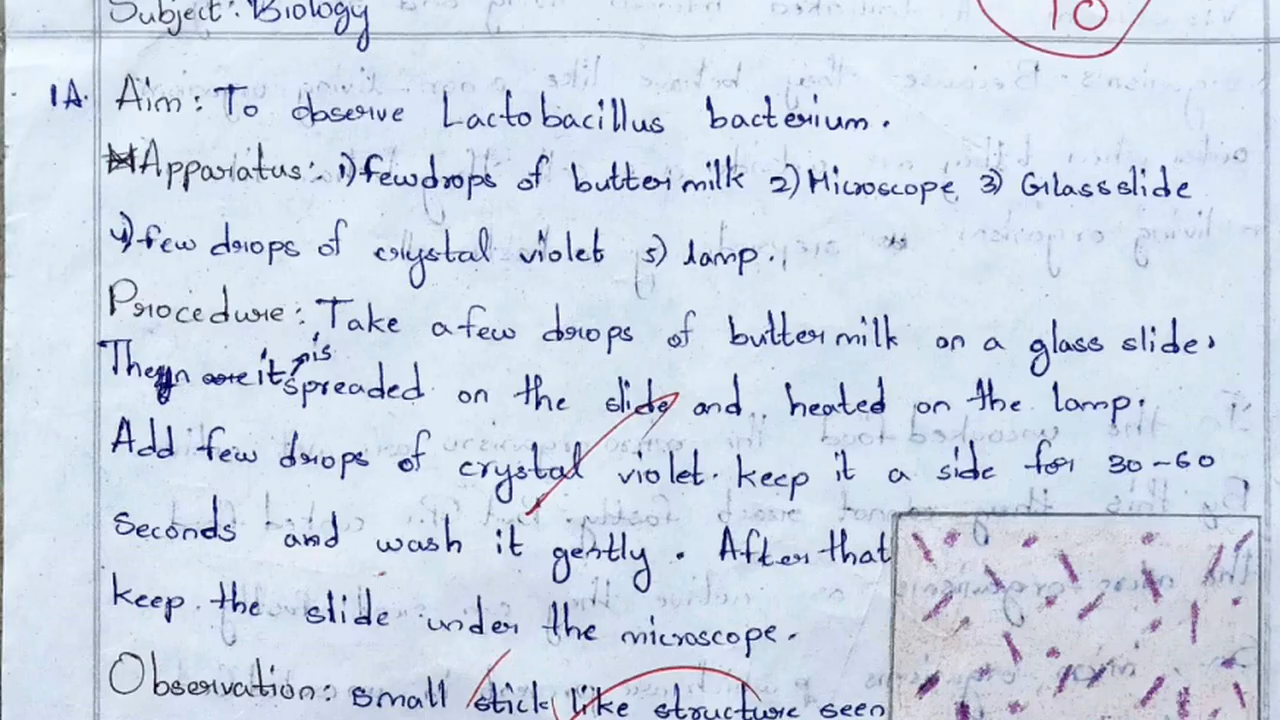 Subject: Biology
10
1A. Aim: To observe Lactobacillus bacterium.
Apparatus: 1) few drops of butter milk 2) Microscope 3) Glass slide
4) few drops of crystal violet 5) lamp.
Procedure: Take a few drops of butter milk on a glass slide.
Then it is spreaded on the slide and heated on the lamp.
Add few drops of crystal violet. keep it a side for 30-60
seconds and wash it gently. After that
keep the slide under the microscope.
Observation: small stick like structure seen